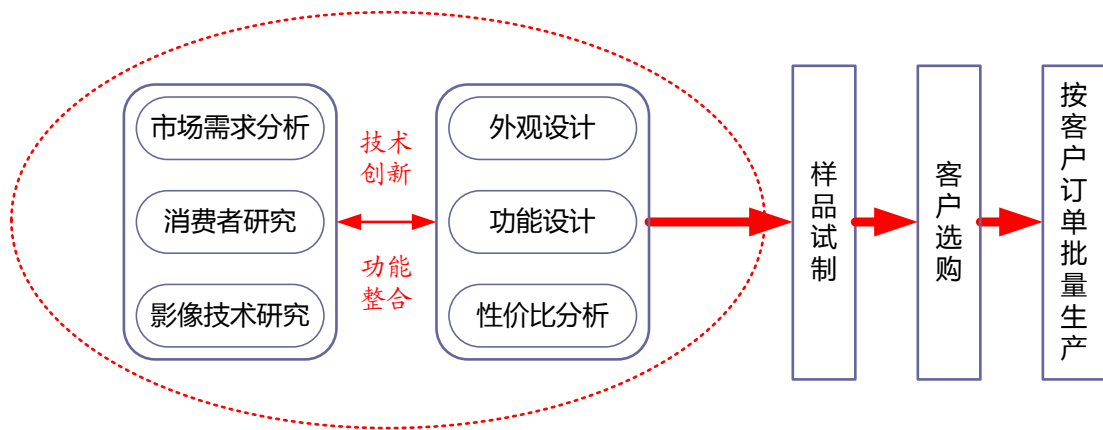 市场需求分析
消费者研究
影像技术研究
技术
创新
功能
整合
外观设计
功能设计
性价比分析
样品试制
客户选购
按客户订单批量生产